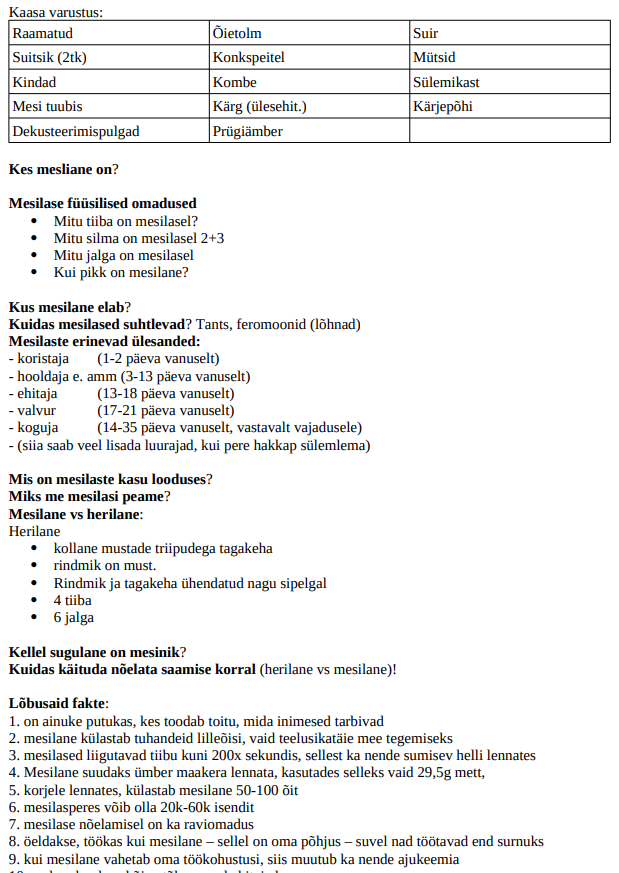 Kaasa varustus:
Raamatud Õietolm Suir
Suitsik (2tk) Konkspeitel Mütsid
Kindad Kombe Sülemikast
Mesi tuubis Kärg (ülesehit.) Kärjepõhi
Dekusteerimispulgad Prügiämber
Kes mesliane on?
Mesilase füüsilised omadused
• Mitu tiiba on mesilasel?
• Mitu silma on mesilasel 2+3
• Mitu jalga on mesilasel
• Kui pikk on mesilane?
Kus mesilane elab?
Kuidas mesilased suhtlevad? Tants, feromoonid (lõhnad)
Mesilaste erinevad ülesanded:
- koristaja (1-2 päeva vanuselt)
- hooldaja e. amm (3-13 päeva vanuselt)
- ehitaja (13-18 päeva vanuselt)
- valvur (17-21 päeva vanuselt)
- koguja (14-35 päeva vanuselt, vastavalt vajadusele)
- (siia saab veel lisada luurajad, kui pere hakkap sülemlema)
Mis on mesilaste kasu looduses?
Miks me mesilasi peame?
Mesilane vs herilane:
Herilane
• kollane mustade triipudega tagakeha
• rindmik on must.
• Rindmik ja tagakeha ühendatud nagu sipelgal
• 4 tiiba
• 6 jalga
Kellel sugulane on mesinik?
Kuidas käituda nõelata saamise korral (herilane vs mesilane)!
Lõbusaid fakte:
1. on ainuke putukas, kes toodab toitu, mida inimesed tarbivad
2. mesilane külastab tuhandeid lilleõisi, vaid teelusikatäie mee tegemiseks
3. mesilased liigutavad tiibu kuni 200x sekundis, sellest ka nende sumisev helli lennates
4. Mesilane suudaks ümber maakera lennata, kasutades selleks vaid 29,5g mett,
5. korjele lennates, külastab mesilane 50-100 õit
6. mesilasperes võib olla 20k-60k isendit
7. mesilase nõelamisel on ka raviomadus
8. öeldakse, töökas kui mesilane – sellel on oma põhjus – suvel nad töötavad end surnuks
9. kui mesilane vahetab oma töökohustusi, siis muutub ka nende ajukeemia